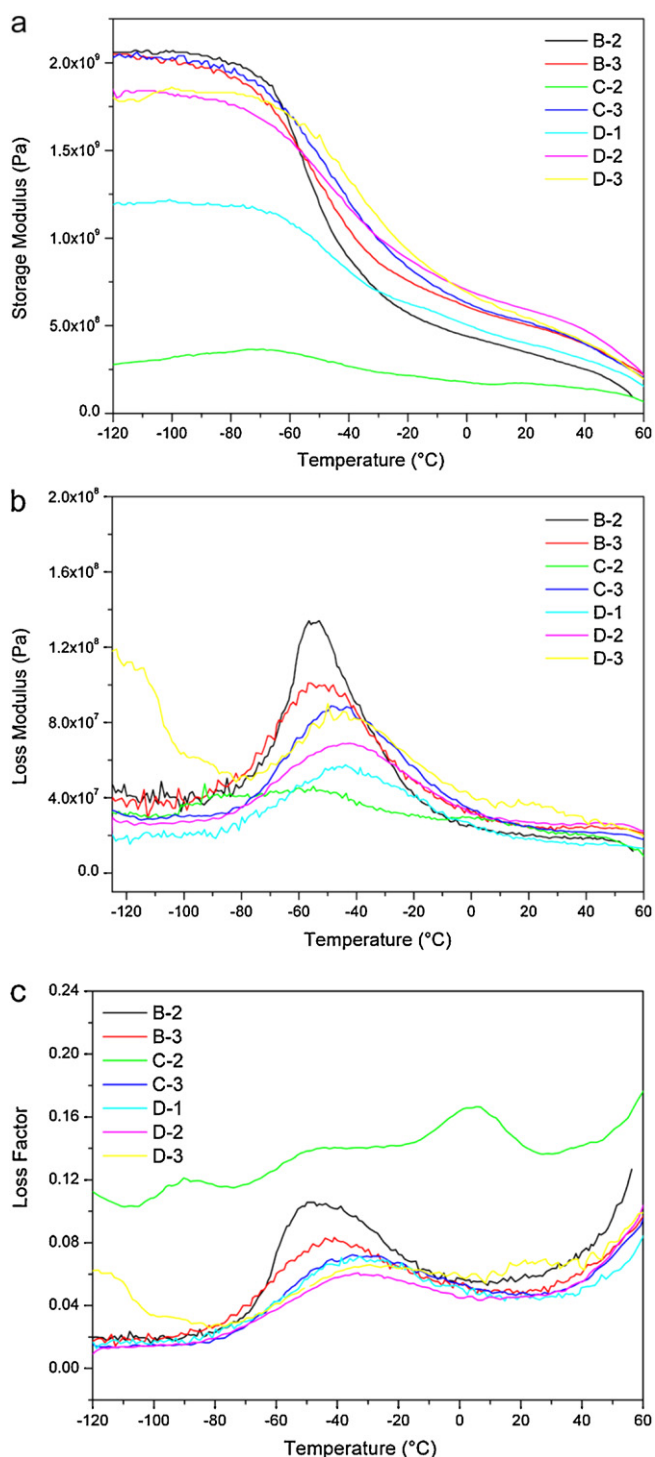 a
2.0x10⁹
1.5x10⁹
1.0x10⁹
5.0x10⁸
0.0
Storage Modulus (Pa)
B-2
B-3
C-2
C-3
D-1
D-2
D-3
-120 -100 -80 -60 -40 -20 0 20 40 60
Temperature (°C)
b
2.0x10⁸
1.6x10⁸
1.2x10⁸
8.0x10⁷
4.0x10⁷
0.0
Loss Modulus (Pa)
B-2
B-3
C-2
C-3
D-1
D-2
D-3
-120 -100 -80 -60 -40 -20 0 20 40 60
Temperature (°C)
c
0.24
0.20
0.16
0.12
0.08
0.04
0.00
Loss Factor
B-2
B-3
C-2
C-3
D-1
D-2
D-3
-120 -100 -80 -60 -40 -20 0 20 40 60
Temperature (°C)